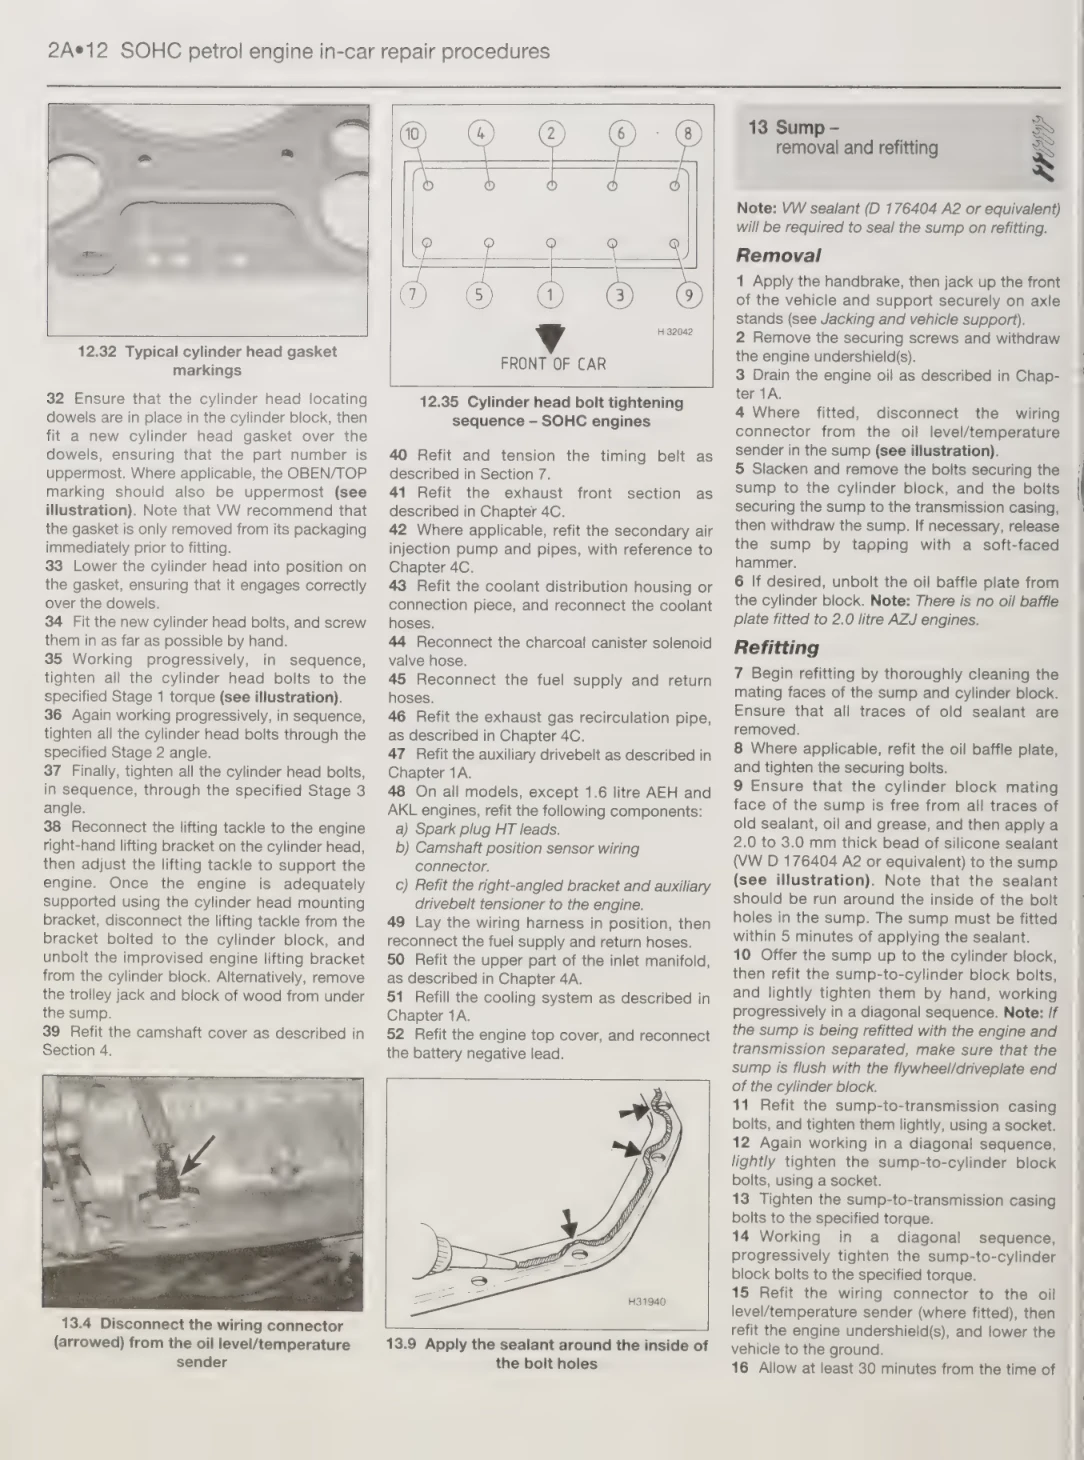 2A•12 SOHC petrol engine in-car repair procedures
12.32 Typical cylinder head gasket
markings
32 Ensure that the cylinder head locating
dowels are in place in the cylinder block, then
fit a new cylinder head gasket over the
dowels, ensuring that the part number is
uppermost. Where applicable, the OBEN/TOP
marking should also be uppermost (see
illustration). Note that VW recommend that
the gasket is only removed from its packaging
immediately prior to fitting.
33 Lower the cylinder head into position on
the gasket, ensuring that it engages correctly
over the dowels.
34 Fit the new cylinder head bolts, and screw
them in as far as possible by hand.
35 Working progressively, in sequence,
tighten all the cylinder head bolts to the
specified Stage 1 torque (see illustration).
36 Again working progressively, in sequence,
tighten all the cylinder head bolts through the
specified Stage 2 angle.
37 Finally, tighten all the cylinder head bolts,
in sequence, through the specified Stage 3
angle.
38 Reconnect the lifting tackle to the engine
right-hand lifting bracket on the cylinder head,
then adjust the lifting tackle to support the
engine. Once the engine is adequately
supported using the cylinder head mounting
bracket, disconnect the lifting tackle from the
bracket bolted to the cylinder block, and
unbolt the improvised engine lifting bracket
from the cylinder block. Alternatively, remove
the trolley jack and block of wood from under
the sump.
39 Refit the camshaft cover as described in
Section 4.
13.4 Disconnect the wiring connector
(arrowed) from the oil level/temperature
sender
10 4 2 6 8
7 5 1 3 9
H 32042
FRONT OF CAR
12.35 Cylinder head bolt tightening
sequence – SOHC engines
40 Refit and tension the timing belt as
described in Section 7.
41 Refit the exhaust front section as
described in Chapter 4C.
42 Where applicable, refit the secondary air
injection pump and pipes, with reference to
Chapter 4C.
43 Refit the coolant distribution housing or
connection piece, and reconnect the coolant
hoses.
44 Reconnect the charcoal canister solenoid
valve hose.
45 Reconnect the fuel supply and return
hoses.
46 Refit the exhaust gas recirculation pipe,
as described in Chapter 4C.
47 Refit the auxiliary drivebelt as described in
Chapter 1A.
48 On all models, except 1.6 litre AEH and
AKL engines, refit the following components:
a) Spark plug HT leads.
b) Camshaft position sensor wiring
connector.
c) Refit the right-angled bracket and auxiliary
drivebelt tensioner to the engine.
49 Lay the wiring harness in position, then
reconnect the fuel supply and return hoses.
50 Refit the upper part of the inlet manifold,
as described in Chapter 4A.
51 Refill the cooling system as described in
Chapter 1A.
52 Refit the engine top cover, and reconnect
the battery negative lead.
H31940
13.9 Apply the sealant around the inside of
the bolt holes
13 Sump –
removal and refitting
Note: VW sealant (D 176404 A2 or equivalent)
will be required to seal the sump on refitting.
Removal
1 Apply the handbrake, then jack up the front
of the vehicle and support securely on axle
stands (see Jacking and vehicle support).
2 Remove the securing screws and withdraw
the engine undershield(s).
3 Drain the engine oil as described in Chap-
ter 1A.
4 Where fitted, disconnect the wiring
connector from the oil level/temperature
sender in the sump (see illustration).
5 Slacken and remove the bolts securing the
sump to the cylinder block, and the bolts
securing the sump to the transmission casing,
then withdraw the sump. If necessary, release
the sump by tapping with a soft-faced
hammer.
6 If desired, unbolt the oil baffle plate from
the cylinder block. Note: There is no oil baffle
plate fitted to 2.0 litre AZJ engines.
Refitting
7 Begin refitting by thoroughly cleaning the
mating faces of the sump and cylinder block.
Ensure that all traces of old sealant are
removed.
8 Where applicable, refit the oil baffle plate,
and tighten the securing bolts.
9 Ensure that the cylinder block mating
face of the sump is free from all traces of
old sealant, oil and grease, and then apply a
2.0 to 3.0 mm thick bead of silicone sealant
(VW D 176404 A2 or equivalent) to the sump
(see illustration). Note that the sealant
should be run around the inside of the bolt
holes in the sump. The sump must be fitted
within 5 minutes of applying the sealant.
10 Offer the sump up to the cylinder block,
then refit the sump-to-cylinder block bolts,
and lightly tighten them by hand, working
progressively in a diagonal sequence. Note: If
the sump is being refitted with the engine and
transmission separated, make sure that the
sump is flush with the flywheel/driveplate end
of the cylinder block.
11 Refit the sump-to-transmission casing
bolts, and tighten them lightly, using a socket.
12 Again working in a diagonal sequence,
lightly tighten the sump-to-cylinder block
bolts, using a socket.
13 Tighten the sump-to-transmission casing
bolts to the specified torque.
14 Working in a diagonal sequence,
progressively tighten the sump-to-cylinder
block bolts to the specified torque.
15 Refit the wiring connector to the oil
level/temperature sender (where fitted), then
refit the engine undershield(s), and lower the
vehicle to the ground.
16 Allow at least 30 minutes from the time of